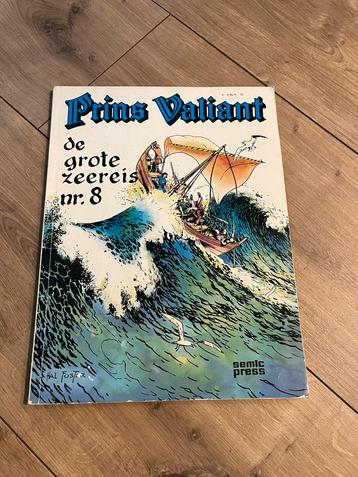 Prins Valiant
de
grote
zeereis
nr. 8
Hal Foster
semic
press